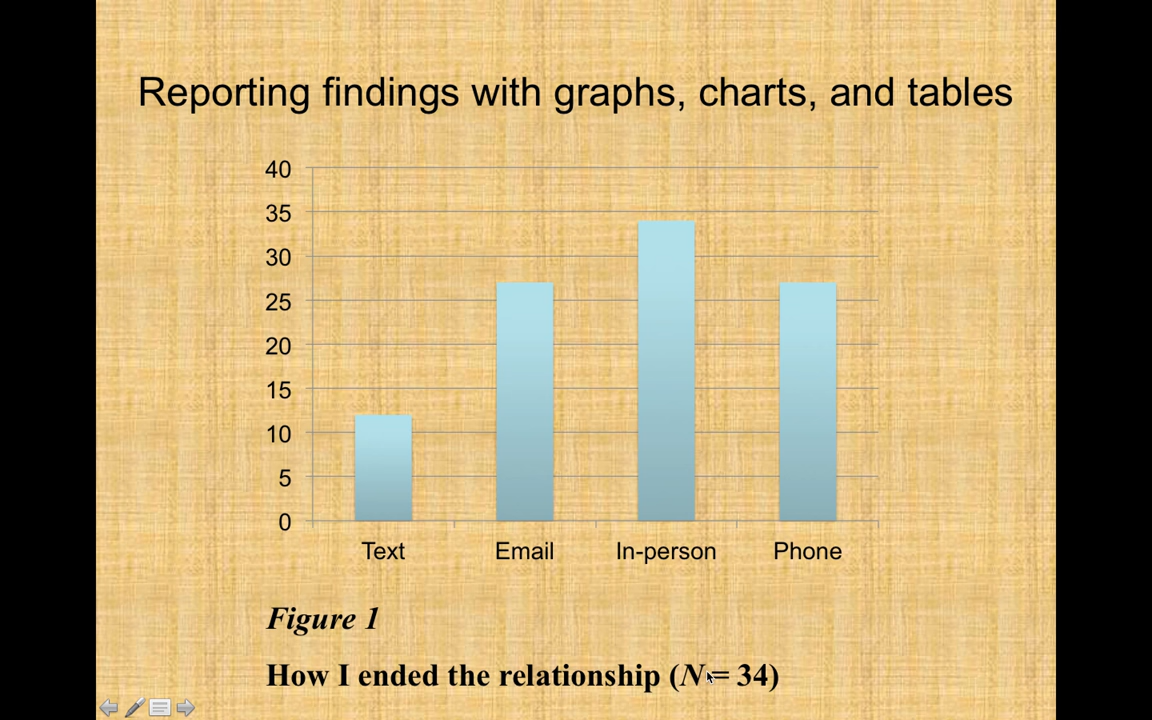 Reporting findings with graphs, charts, and tables
40
35
30
25
20
15
10
5
0
Text Email In-person Phone
Figure 1
How I ended the relationship (N = 34)